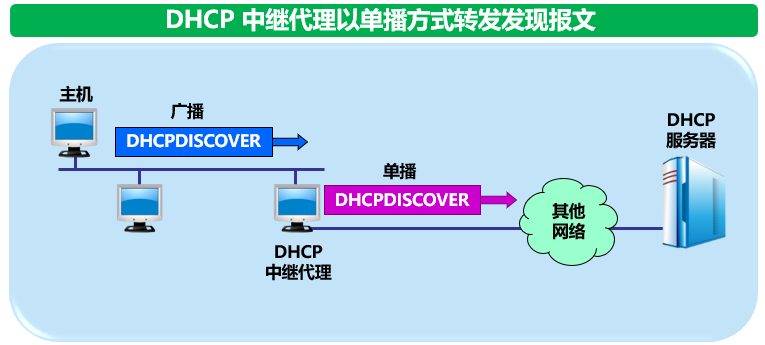 DHCP 中继代理以单播方式转发发现报文
主机
广播
DHCPDISCOVER
DHCP
服务器
单播
DHCPDISCOVER
其他
网络
DHCP
中继代理